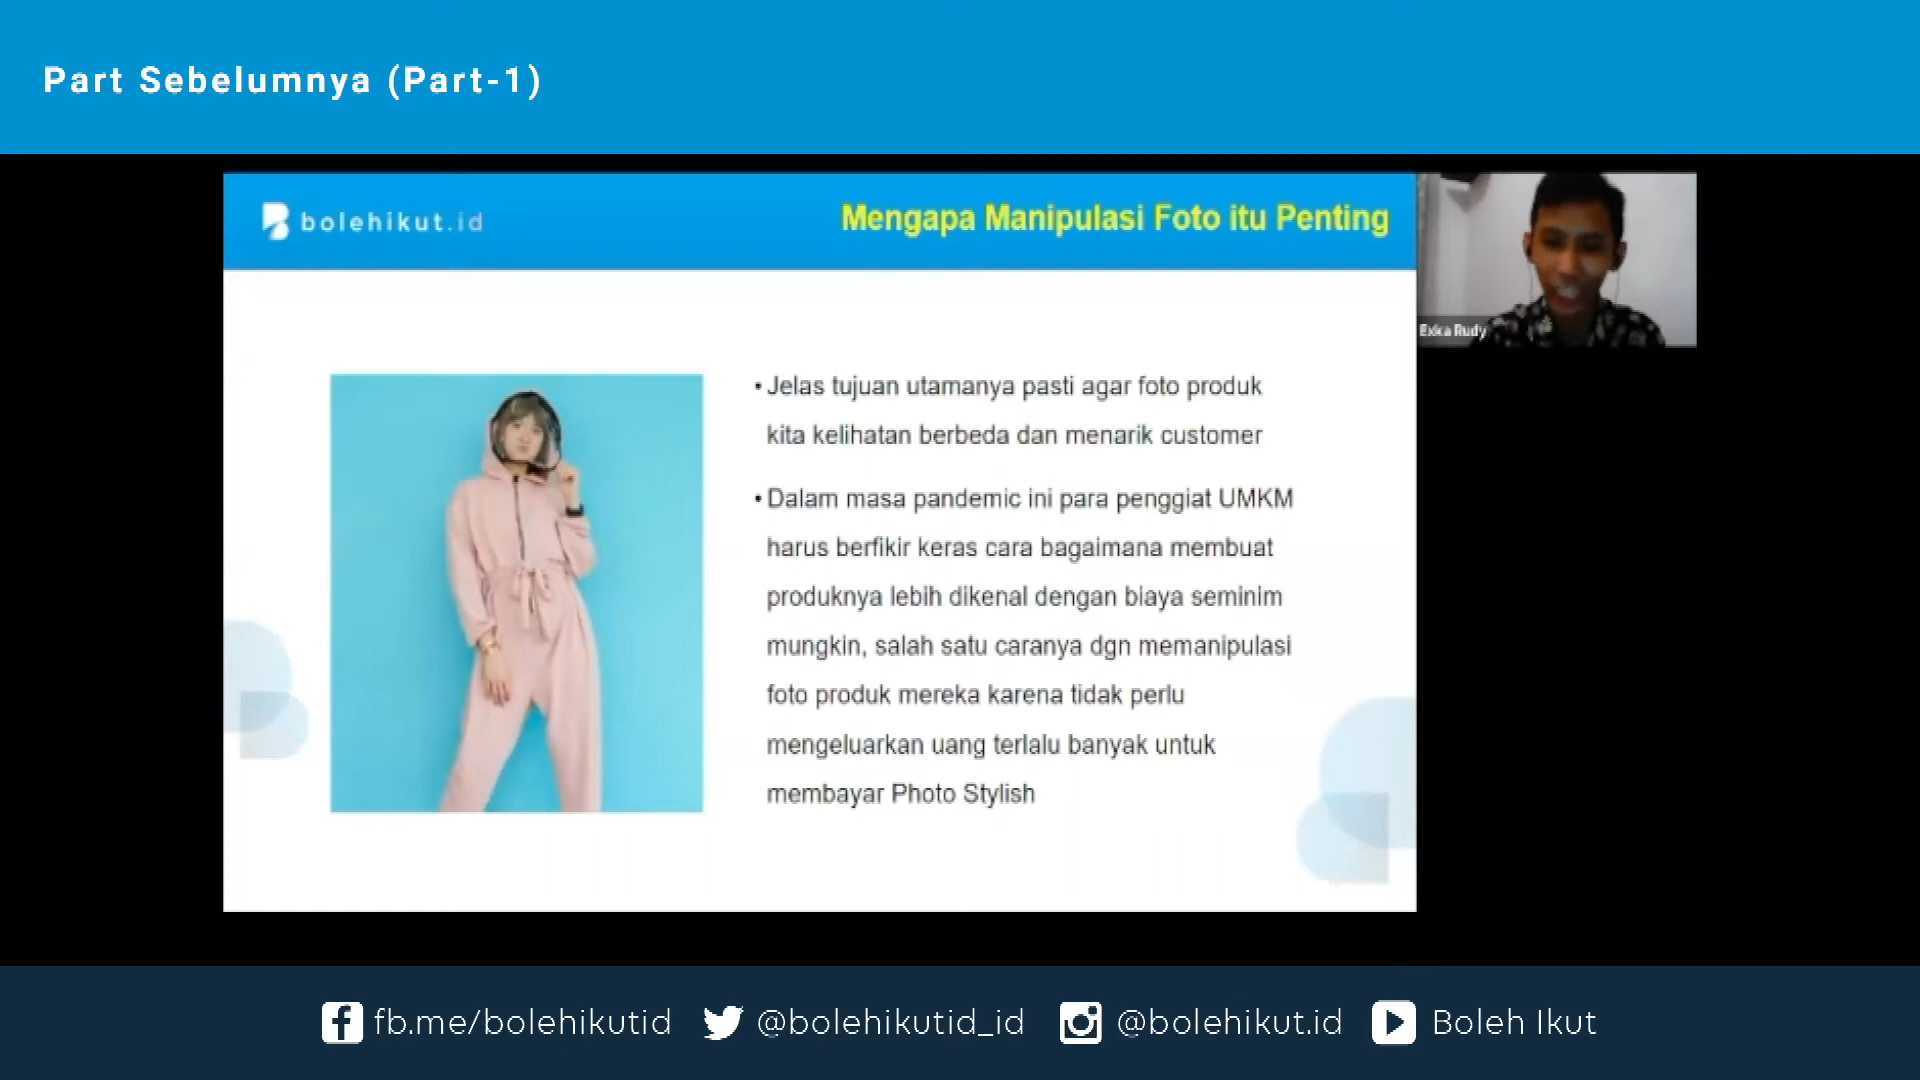 Part Sebelumnya (Part-1)
bolehikut.id
Mengapa Manipulasi Foto itu Penting
Exka Rudy
• Jelas tujuan utamanya pasti agar foto produk
kita kelihatan berbeda dan menarik customer
• Dalam masa pandemic ini para penggiat UMKM
harus berfikir keras cara bagaimana membuat
produknya lebih dikenal dengan biaya seminim
mungkin, salah satu caranya dgn memanipulasi
foto produk mereka karena tidak perlu
mengeluarkan uang terlalu banyak untuk
membayar Photo Stylish
fb.me/bolehikutid
@bolehikutid_id
@bolehikut.id
Boleh Ikut